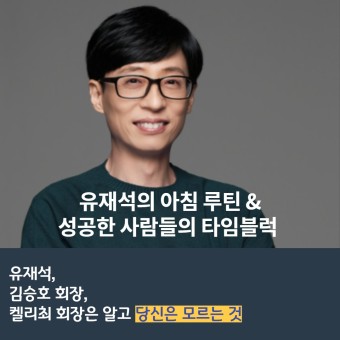 유재석의 아침 루틴 &
성공한 사람들의 타임블럭
유재석,
김승호 회장,
켈리최 회장은 알고 당신은 모르는 것